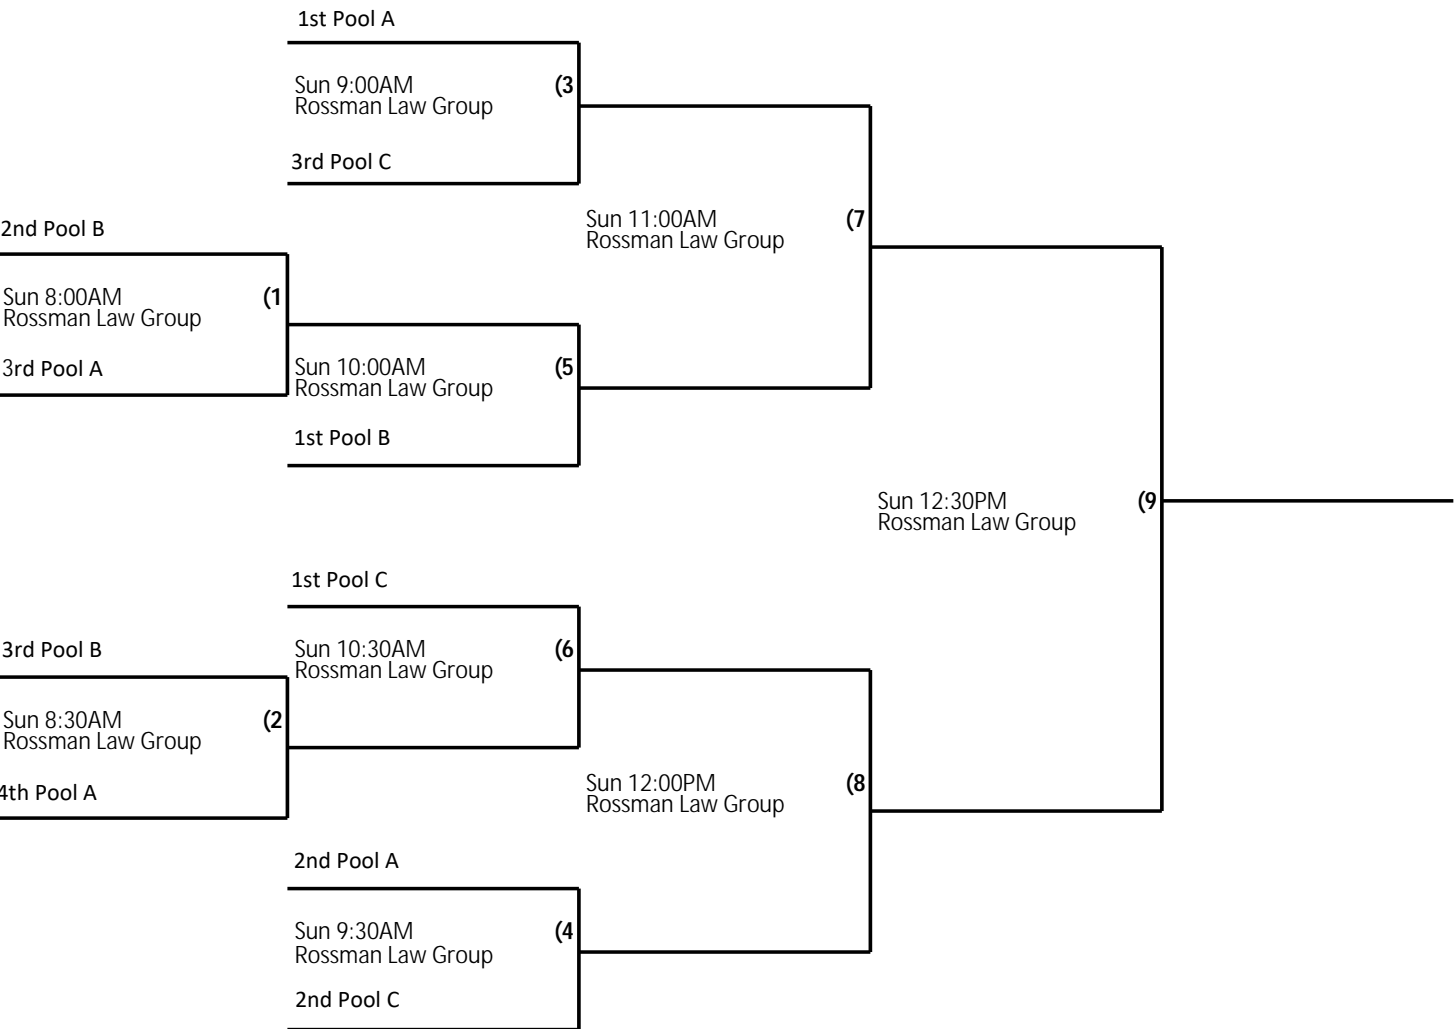 1st Pool A
Sun 9:00AM (3
Rossman Law Group
3rd Pool C
Sun 11:00AM (7
Rossman Law Group
2nd Pool B
Sun 8:00AM (1
Rossman Law Group
3rd Pool A
Sun 10:00AM (5
Rossman Law Group
1st Pool B
Sun 12:30PM (9
Rossman Law Group
1st Pool C
3rd Pool B
Sun 10:30AM (6
Rossman Law Group
Sun 8:30AM (2
Rossman Law Group
4th Pool A
Sun 12:00PM (8
Rossman Law Group
2nd Pool A
Sun 9:30AM (4
Rossman Law Group
2nd Pool C